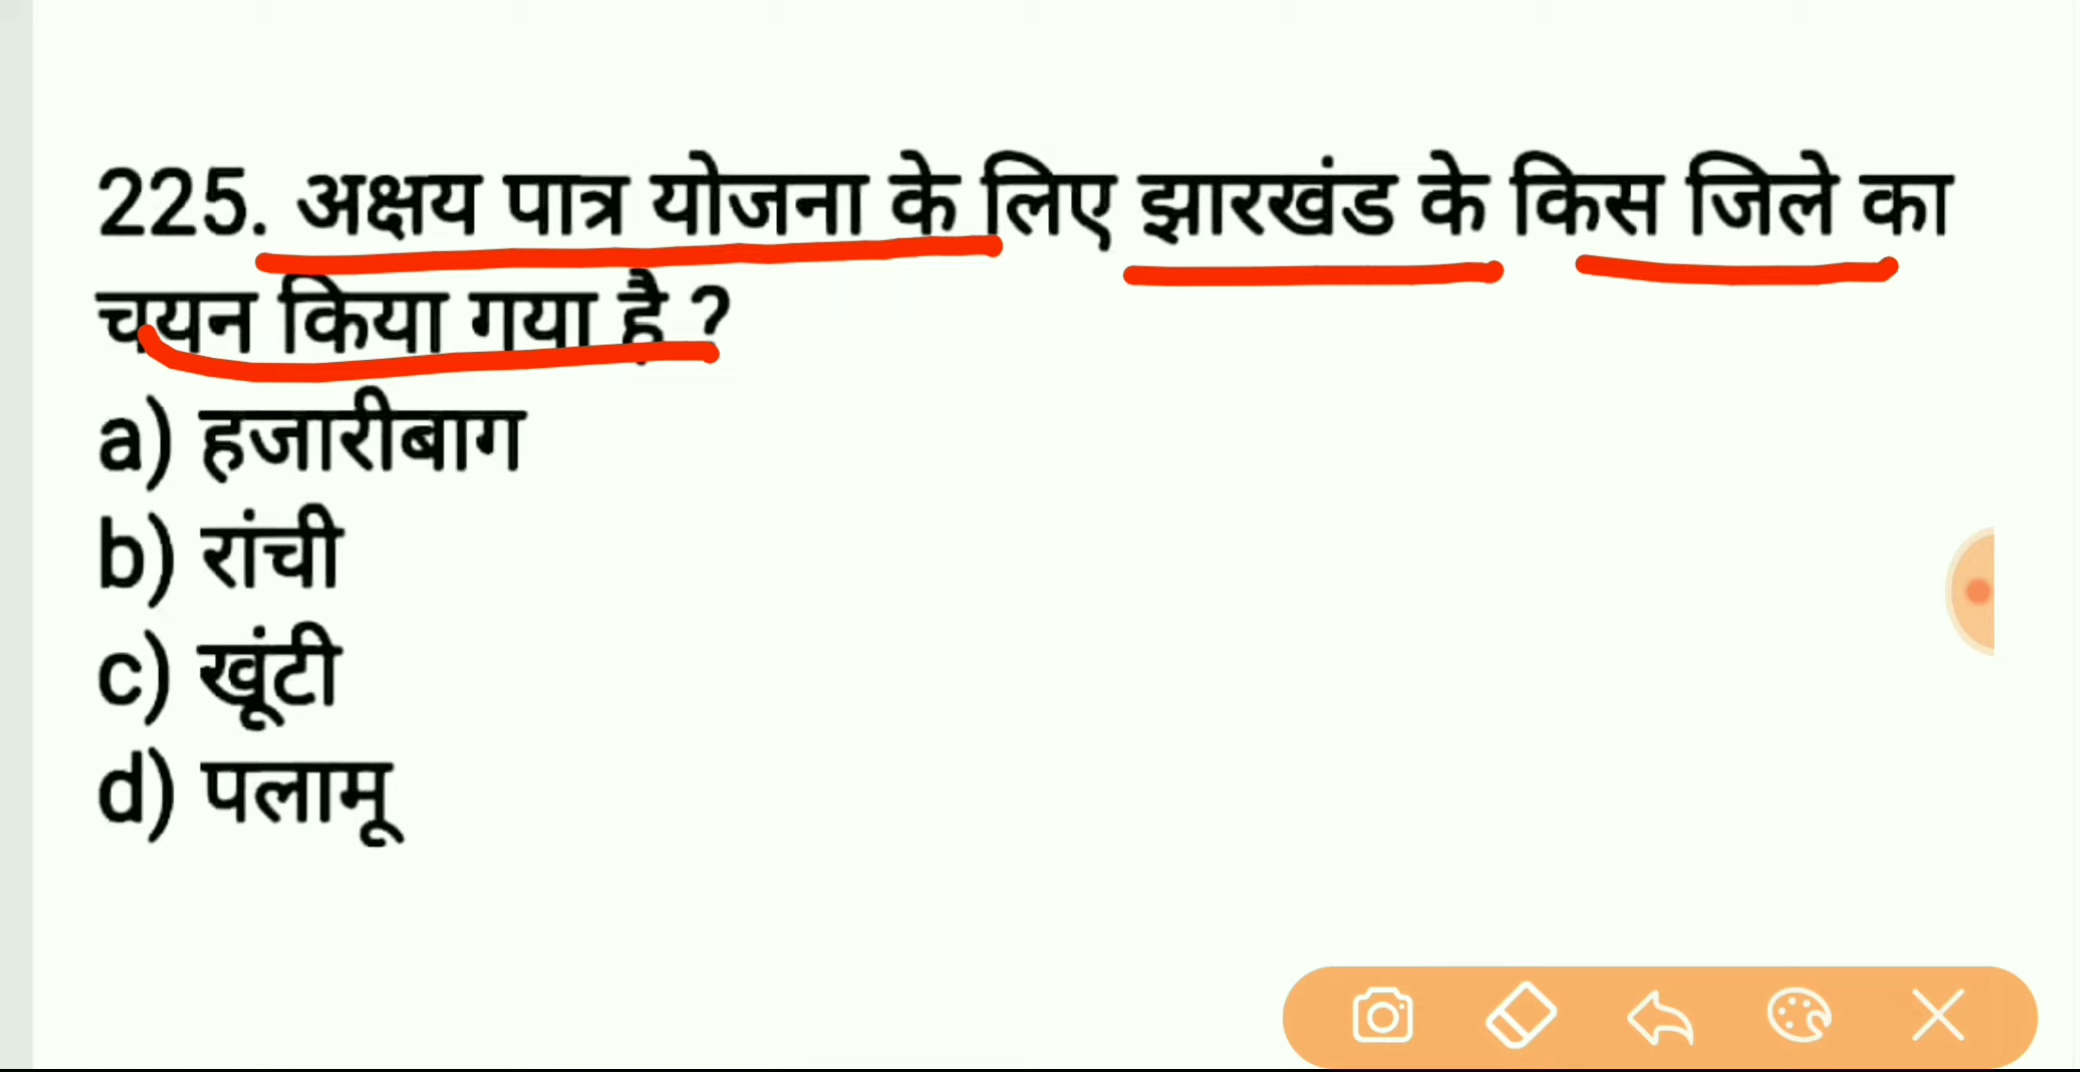 225. अक्षय पात्र योजना के लिए झारखंड के किस जिले का
चयन किया गया है ?
a) हजारीबाग
b) रांची
c) खूंटी
d) पलामू